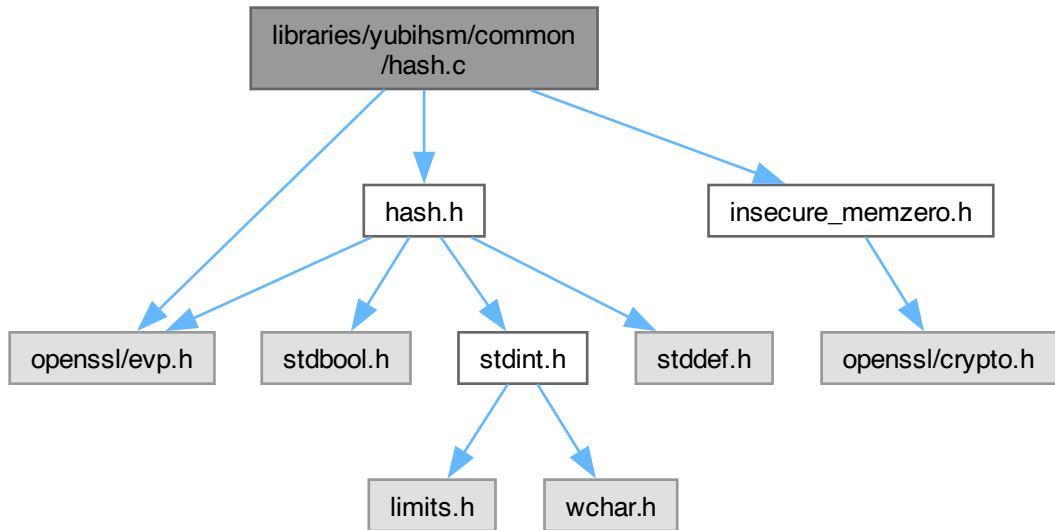 libraries/yubihsm/common
/hash.c
hash.h
insecure_memzero.h
openssl/evp.h
stdbool.h
stdint.h
stddef.h
openssl/crypto.h
limits.h
wchar.h